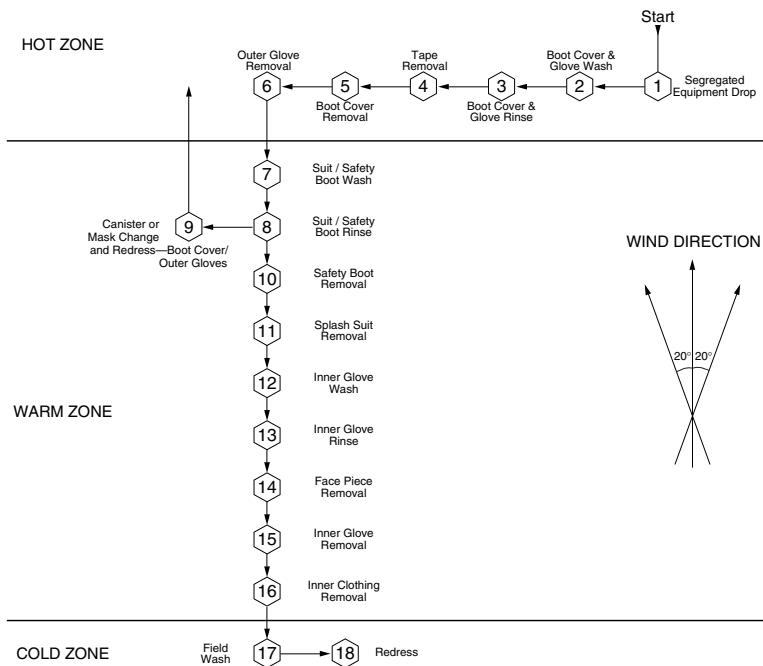 Start
HOT ZONE
Outer Glove
Removal
6
5
Boot Cover
Removal
Tape
Removal
4
3
Boot Cover &
Glove Rinse
Boot Cover &
Glove Wash
2
1
Segregated
Equipment Drop
7
Suit / Safety
Boot Wash
Canister or
Mask Change
and Redress—Boot Cover/
Outer Gloves
9
8
Suit / Safety
Boot Rinse
10
Safety Boot
Removal
11
Splash Suit
Removal
12
Inner Glove
Wash
WARM ZONE
13
Inner Glove
Rinse
14
Face Piece
Removal
15
Inner Glove
Removal
16
Inner Clothing
Removal
WIND DIRECTION
20° 20°
COLD ZONE
Field
Wash
17
18
Redress